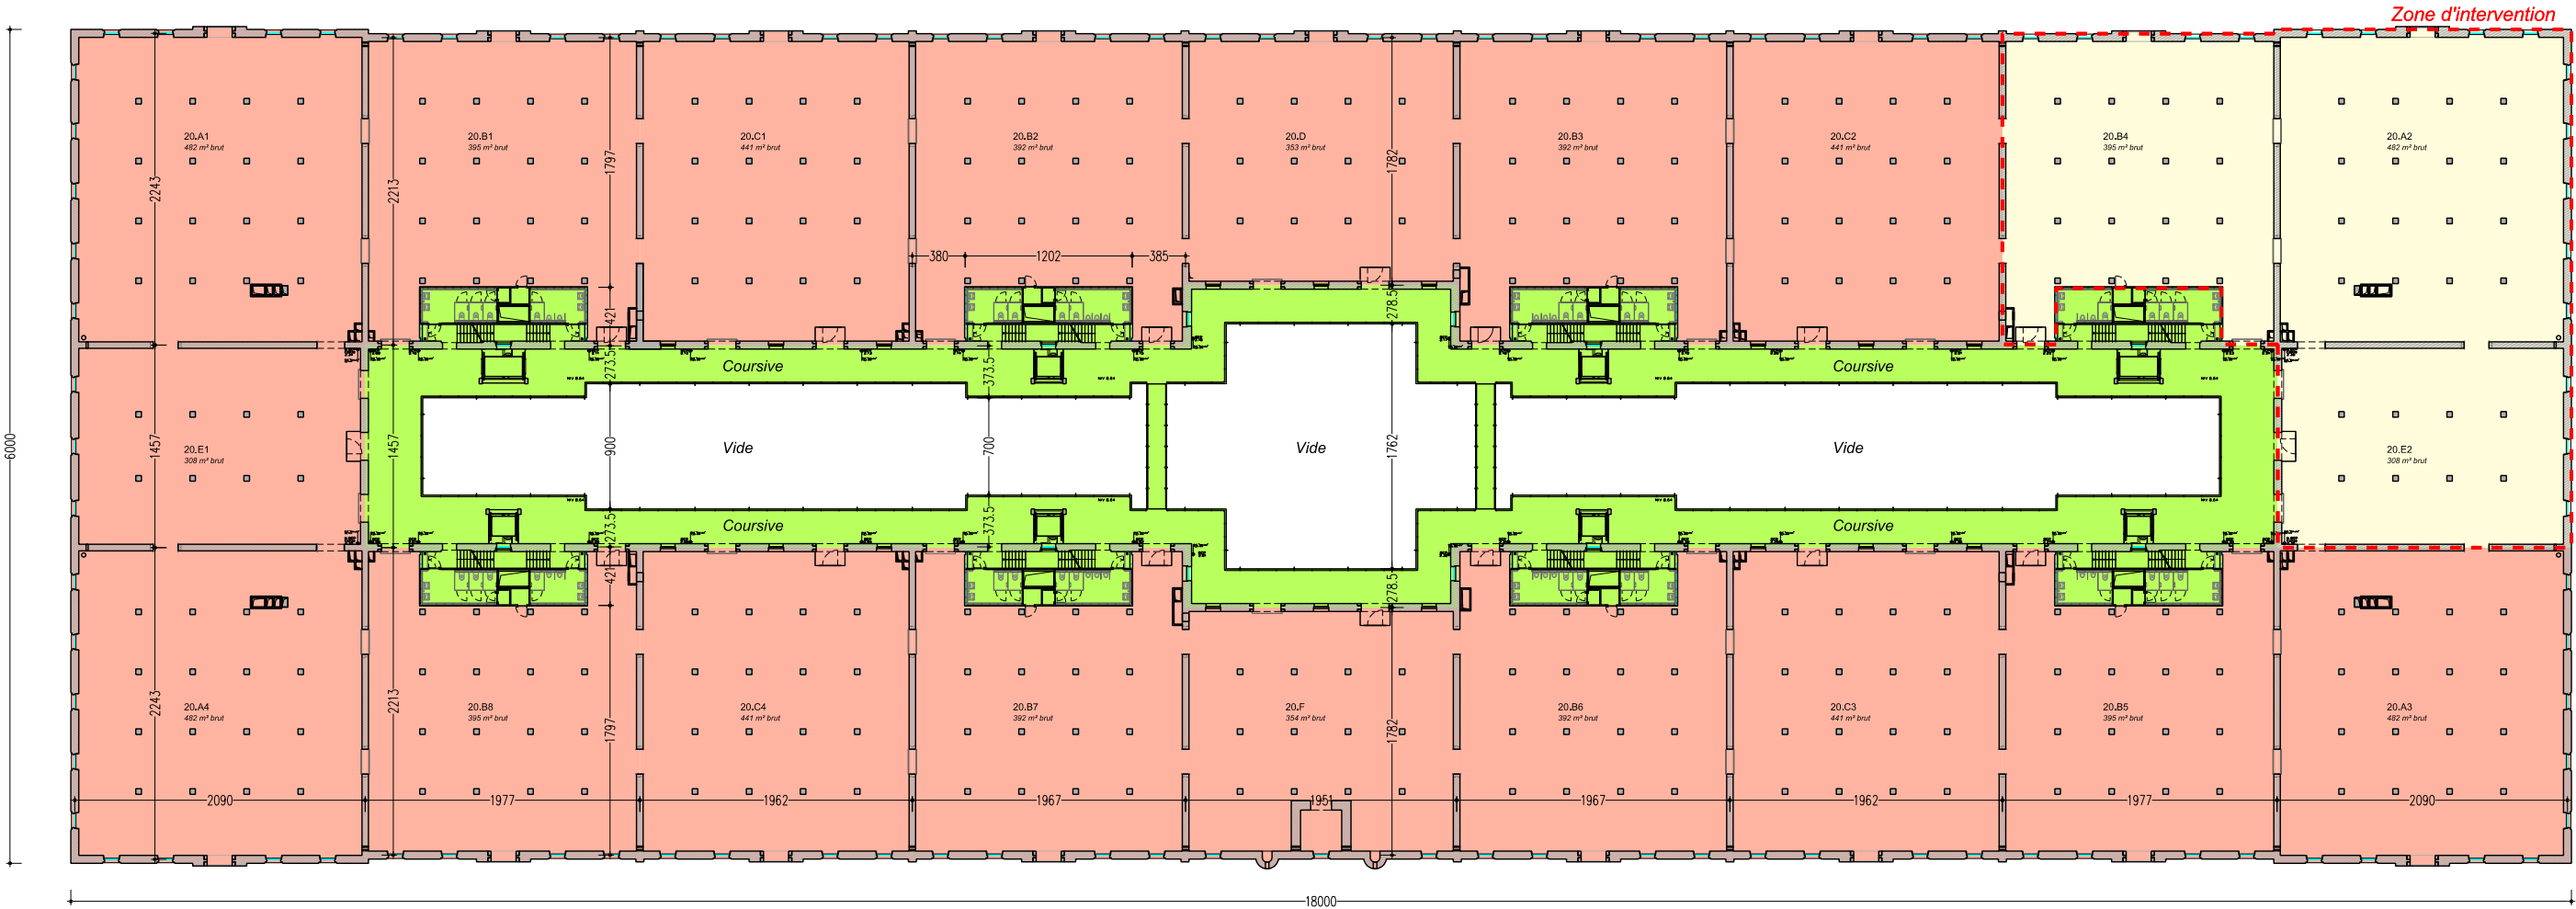 Zone d'intervention
20.A1
482 m² brut
20.B1
395 m² brut
20.C1
441 m² brut
20.B2
392 m² brut
20.D
353 m² brut
20.B3
392 m² brut
20.C2
441 m² brut
20.B4
395 m² brut
20.A2
482 m² brut
2243
2213
1797
1782
380
1202
385
421
278.5
273.5
373.5
Coursive
Coursive
6000
20.E1
308 m² brut
1457
1457
900
Vide
700
Vide
1762
Vide
20.E2
308 m² brut
273.5
Coursive
373.5
Coursive
421
278.5
20.A4
482 m² brut
20.B8
395 m² brut
20.C4
441 m² brut
20.B7
392 m² brut
20.F
354 m² brut
20.B6
392 m² brut
20.C3
441 m² brut
20.B5
395 m² brut
20.A3
482 m² brut
2243
2213
1797
1782
2090
1977
1962
1967
1951
1967
1962
1977
2090
18000